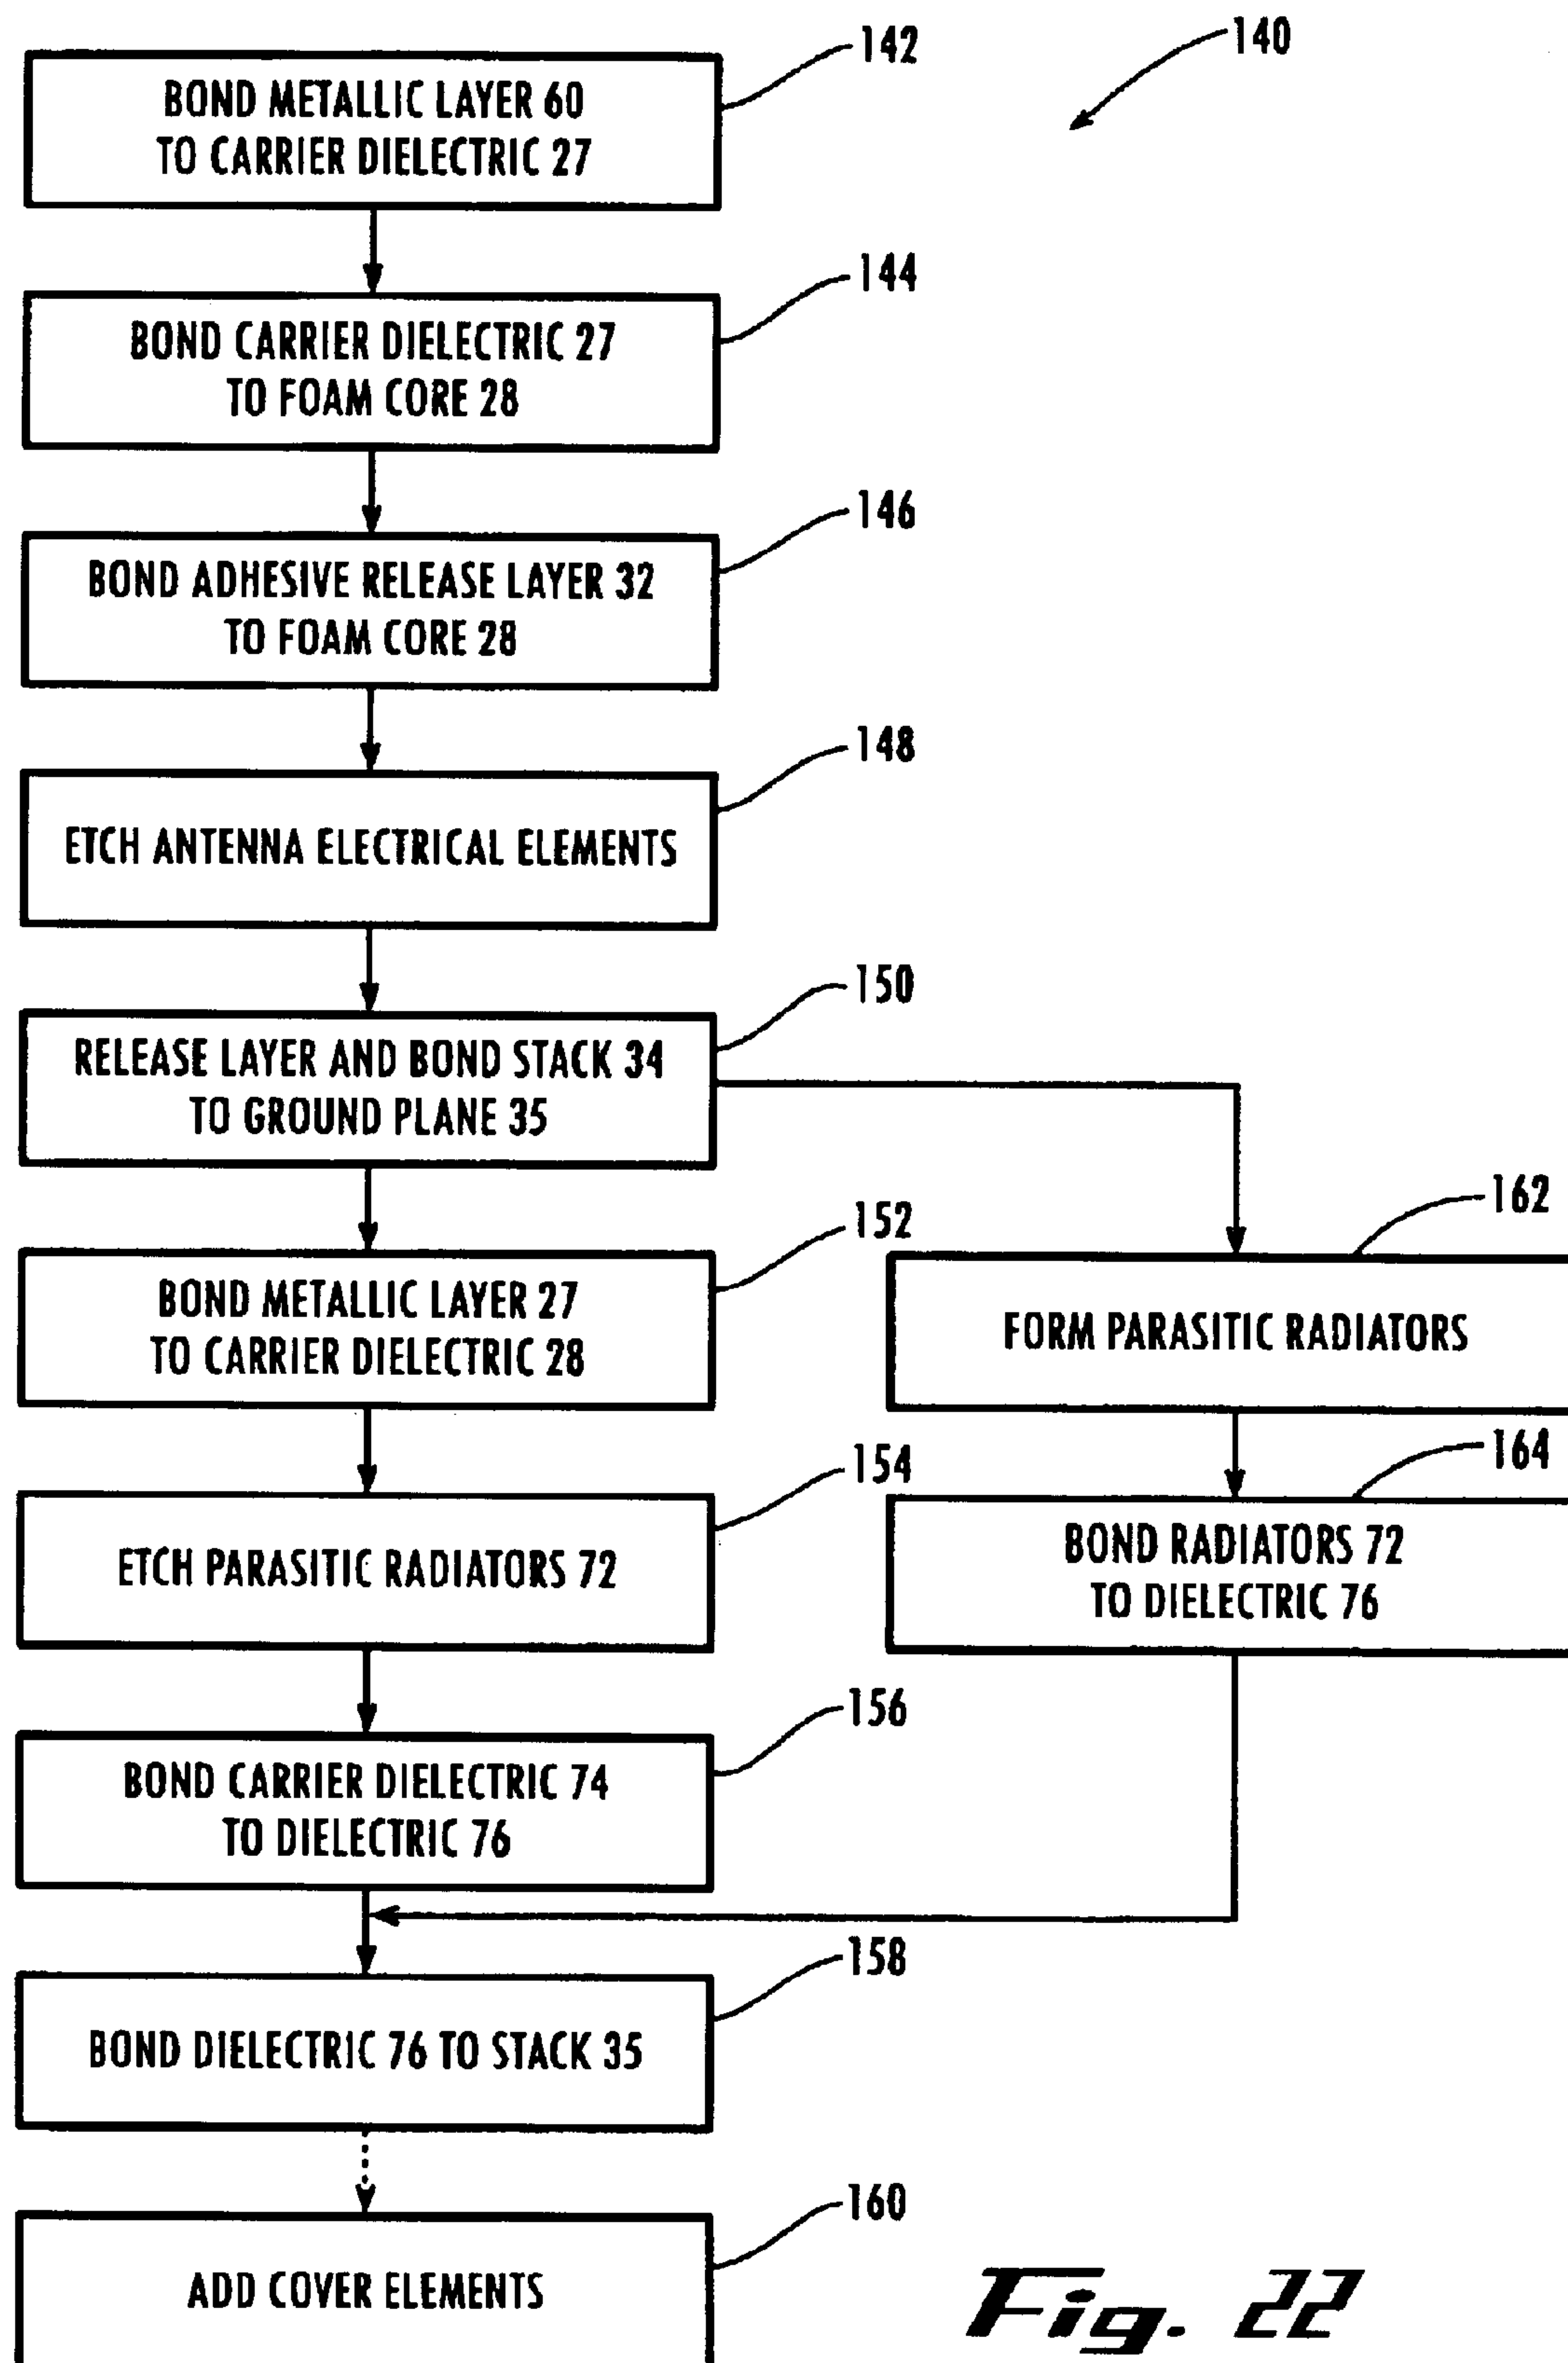 140
142
BOND METALLIC LAYER 60
TO CARRIER DIELECTRIC 27
144
BOND CARRIER DIELECTRIC 27
TO FOAM CORE 28
146
BOND ADHESIVE RELEASE LAYER 32
TO FOAM CORE 28
148
ETCH ANTENNA ELECTRICAL ELEMENTS
150
RELEASE LAYER AND BOND STACK 34
TO GROUND PLANE 35
152
BOND METALLIC LAYER 27
TO CARRIER DIELECTRIC 28
154
ETCH PARASITIC RADIATORS 72
156
BOND CARRIER DIELECTRIC 74
TO DIELECTRIC 76
162
FORM PARASITIC RADIATORS
164
BOND RADIATORS 72
TO DIELECTRIC 76
158
BOND DIELECTRIC 76 TO STACK 35
160
ADD COVER ELEMENTS
Fig. 22